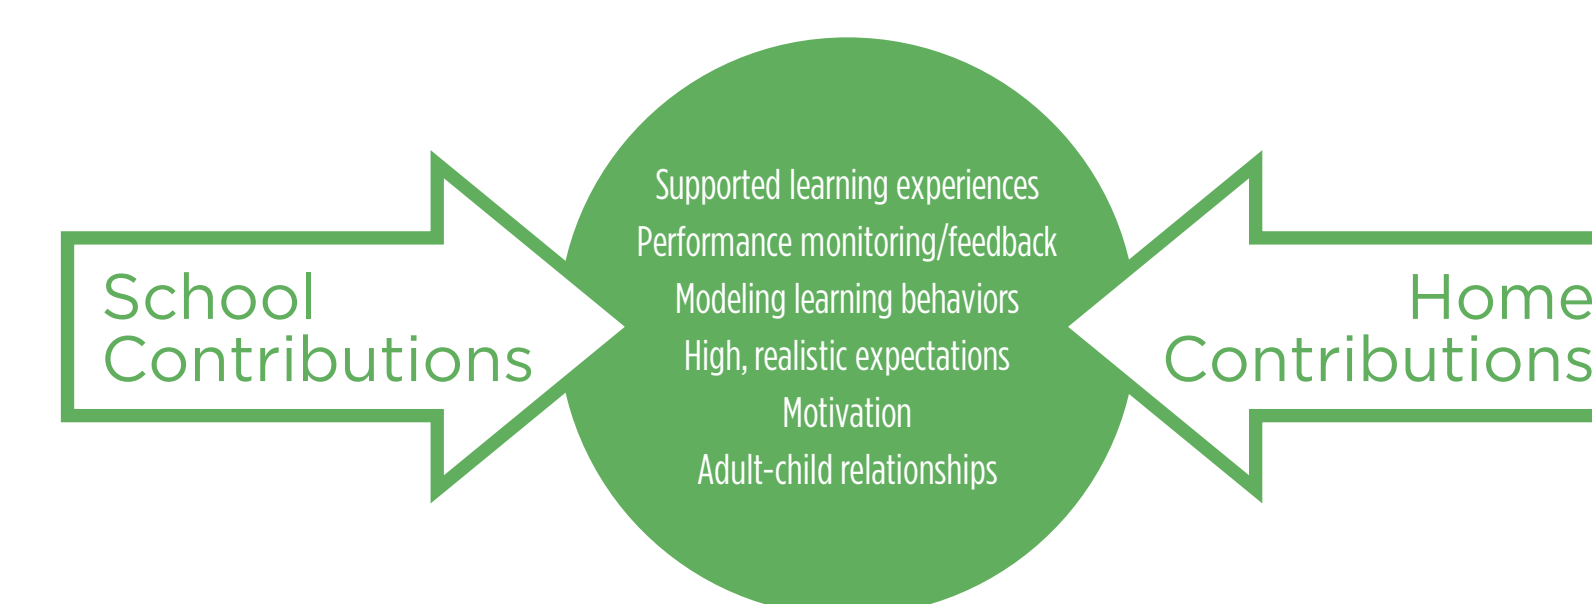 School
Contributions
Supported learning experiences
Performance monitoring/feedback
Modeling learning behaviors
High, realistic expectations
Motivation
Adult-child relationships
Home
Contributions